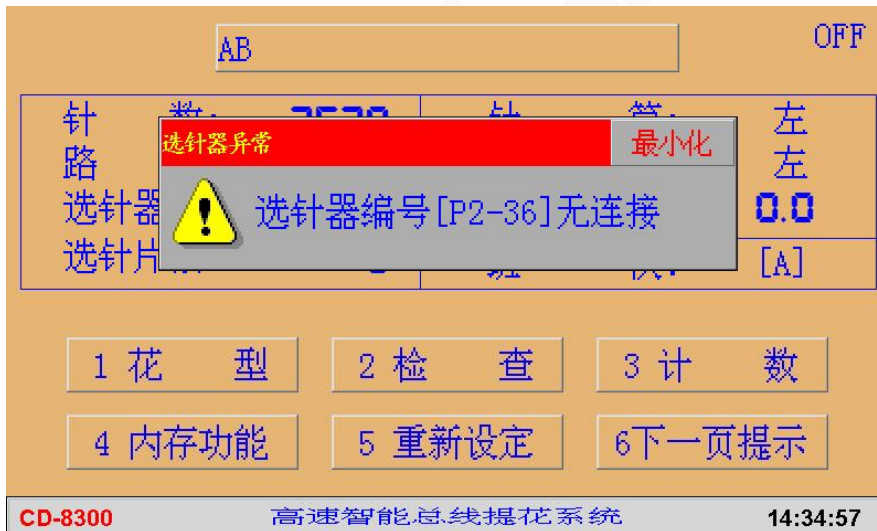 AB
OFF
针
左
路
左
选针器异常
最小化
选针器编号[P2-36]无连接
选针器
0.0
选针片
[A]
1 花 型
2 检 查
3 计 数
4 内存功能
5 重新设定
6下一页提示
CD-8300
高速智能总线提花系统
14:34:57